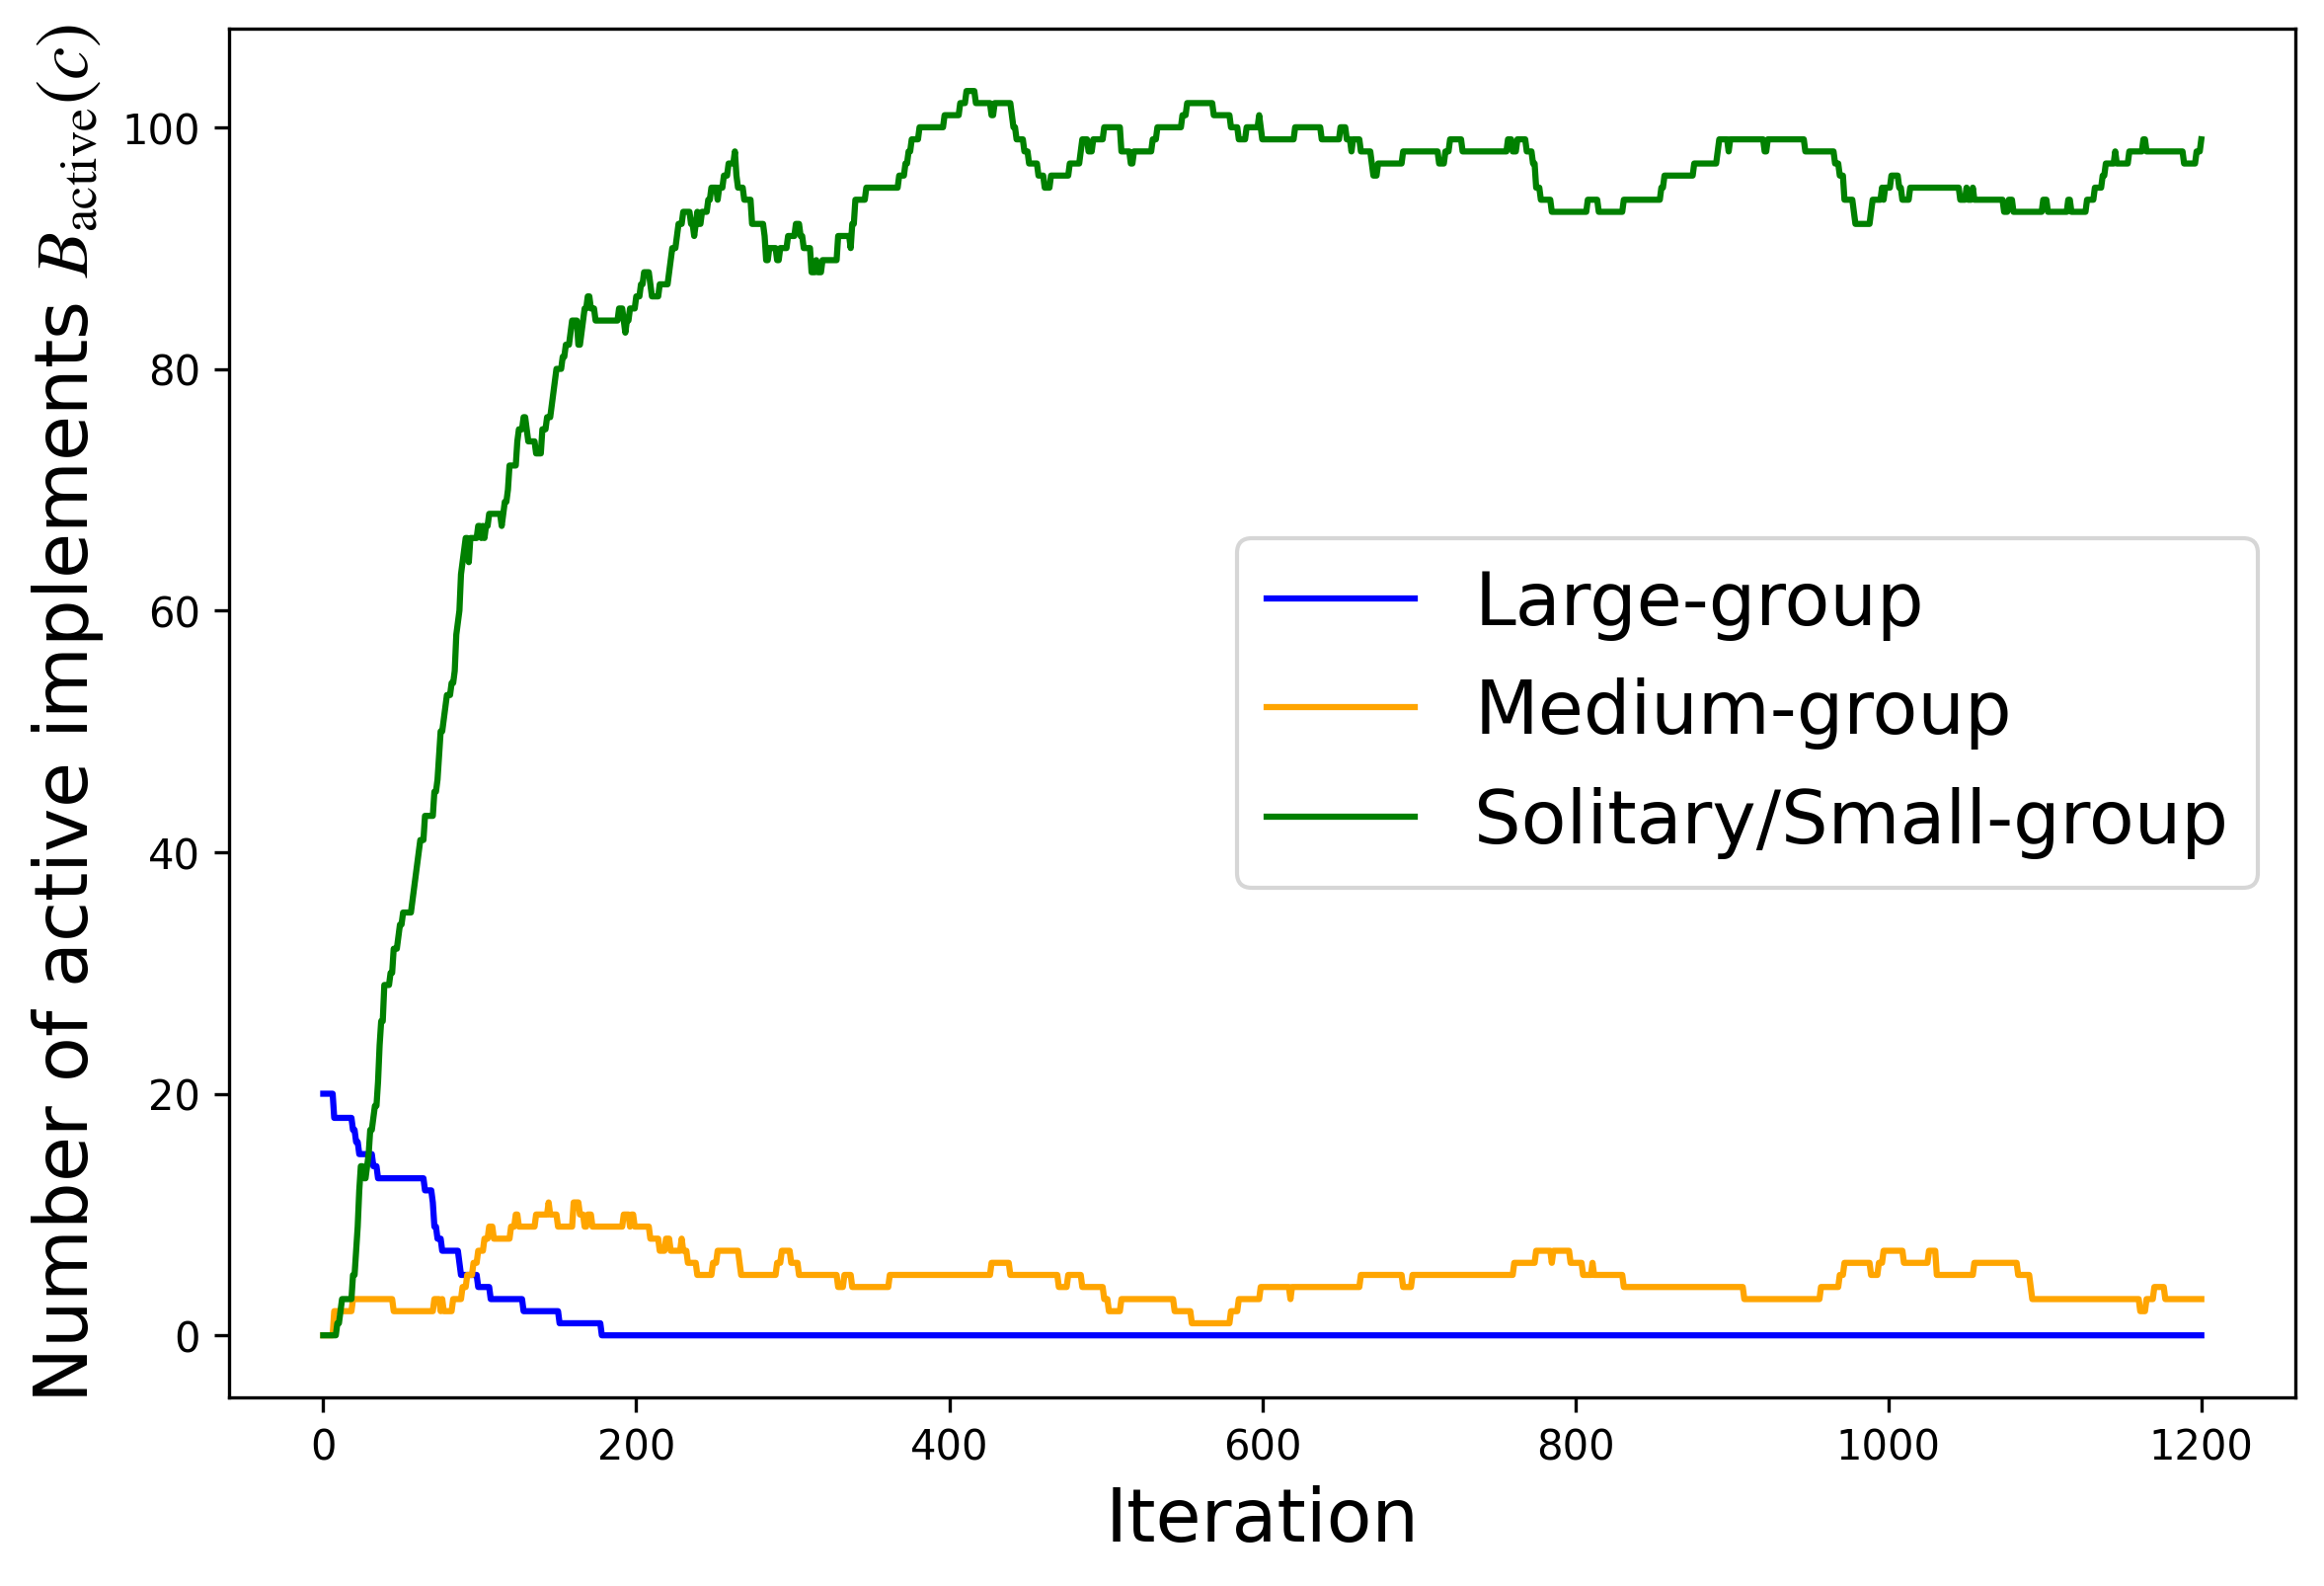 Number of active implements B_active(c)
100
80
60
40
20
0
Large-group
Medium-group
Solitary/Small-group
0 200 400 600 800 1000 1200
Iteration